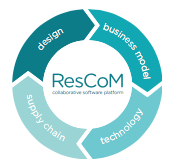 design
business model
ResCoM
collaborative software platform
supply chain
technology